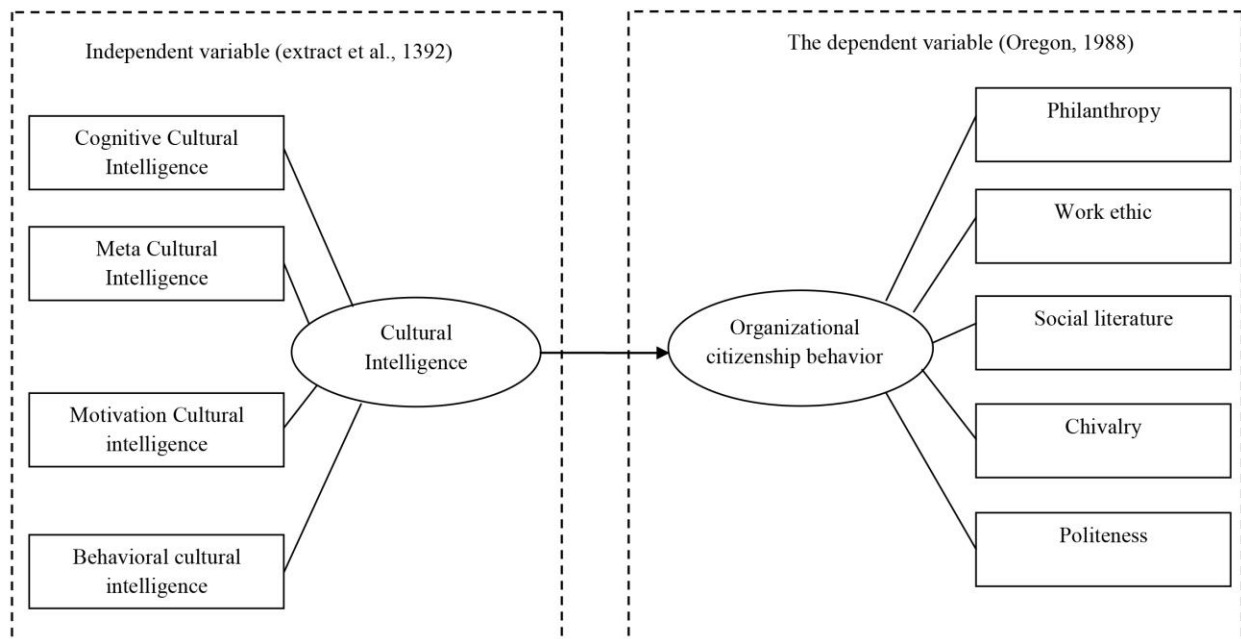 Independent variable (extract et al., 1392)
Cognitive Cultural
Intelligence
Meta Cultural
Intelligence
Motivation Cultural
intelligence
Behavioral cultural
intelligence
Cultural
Intelligence
The dependent variable (Oregon, 1988)
Organizational
citizenship behavior
Philanthropy
Work ethic
Social literature
Chivalry
Politeness